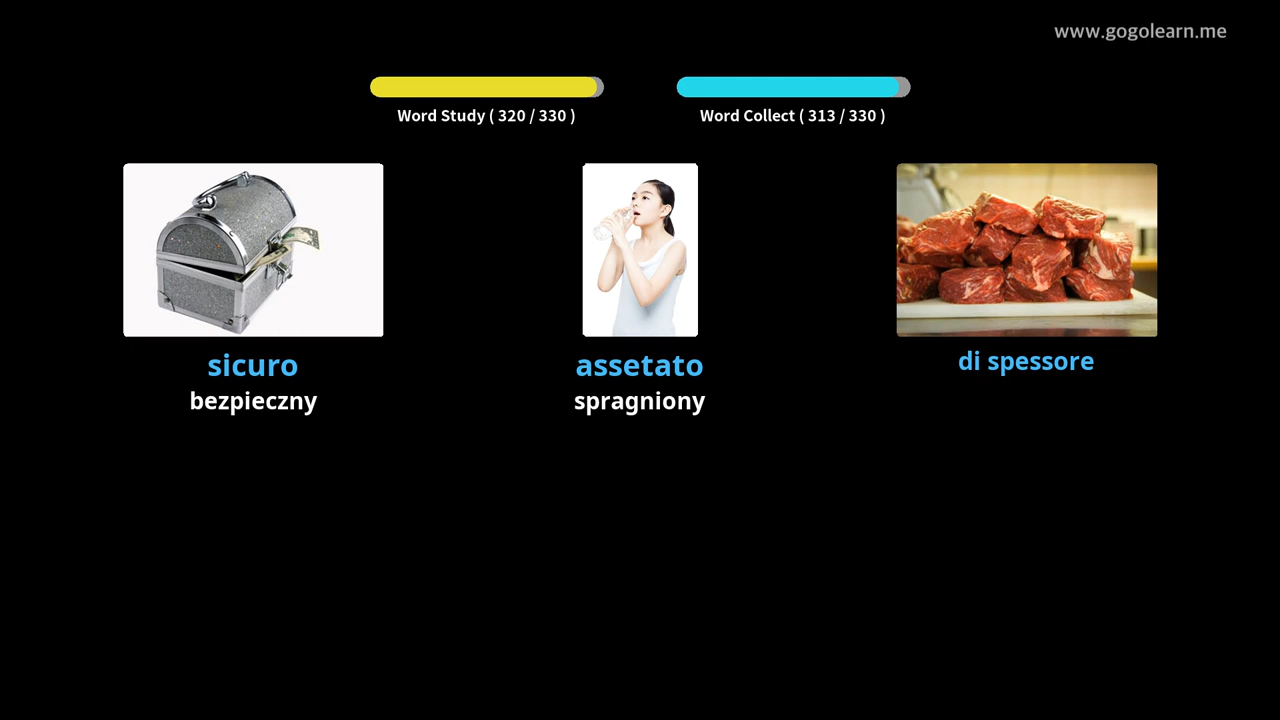 www.gogolearn.me
Word Study ( 320 / 330 )
Word Collect ( 313 / 330 )
sicuro
bezpieczny
assetato
spragniony
di spessore